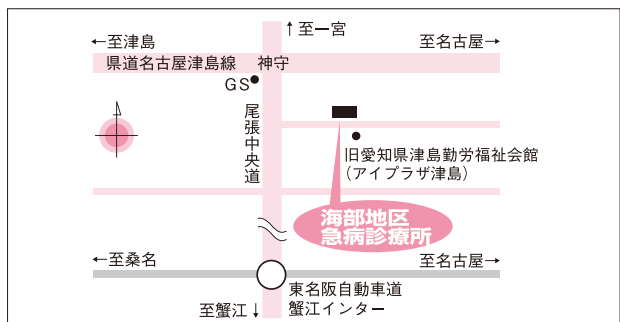 ↑至一宮
←至津島
至名古屋→
県道名古屋津島線
神守
GS
尾張中央道
旧愛知県津島勤労福祉会館
(アイプラザ津島)
海部地区
急病診療所
←至桑名
至名古屋→
東名阪自動車道
蟹江インター
至蟹江↓